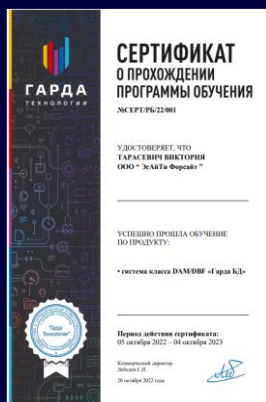 ГАРДА
ТЕХНОЛОГИИ
СЕРТИФИКАТ
О ПРОХОЖДЕНИИ
ПРОГРАММЫ ОБУЧЕНИЯ
№СЕРТ/РБ/22/001
УДОСТОВЕРЯЕТ, ЧТО
ТАРАСЕВИЧ ВИКТОРИЯ
ООО “ ЭсАйТи Форсайт ”
УСПЕШНО ПРОШЛА ОБУЧЕНИЕ
ПО ПРОДУКТУ:
• система класса DAM/DBF «Гарда БД»
Период действия сертификата:
05 октября 2022 – 04 октября 2023
Коммерческий директор
Лебедев С.П.
20 октября 2022 года
"Гарда
Технологии"